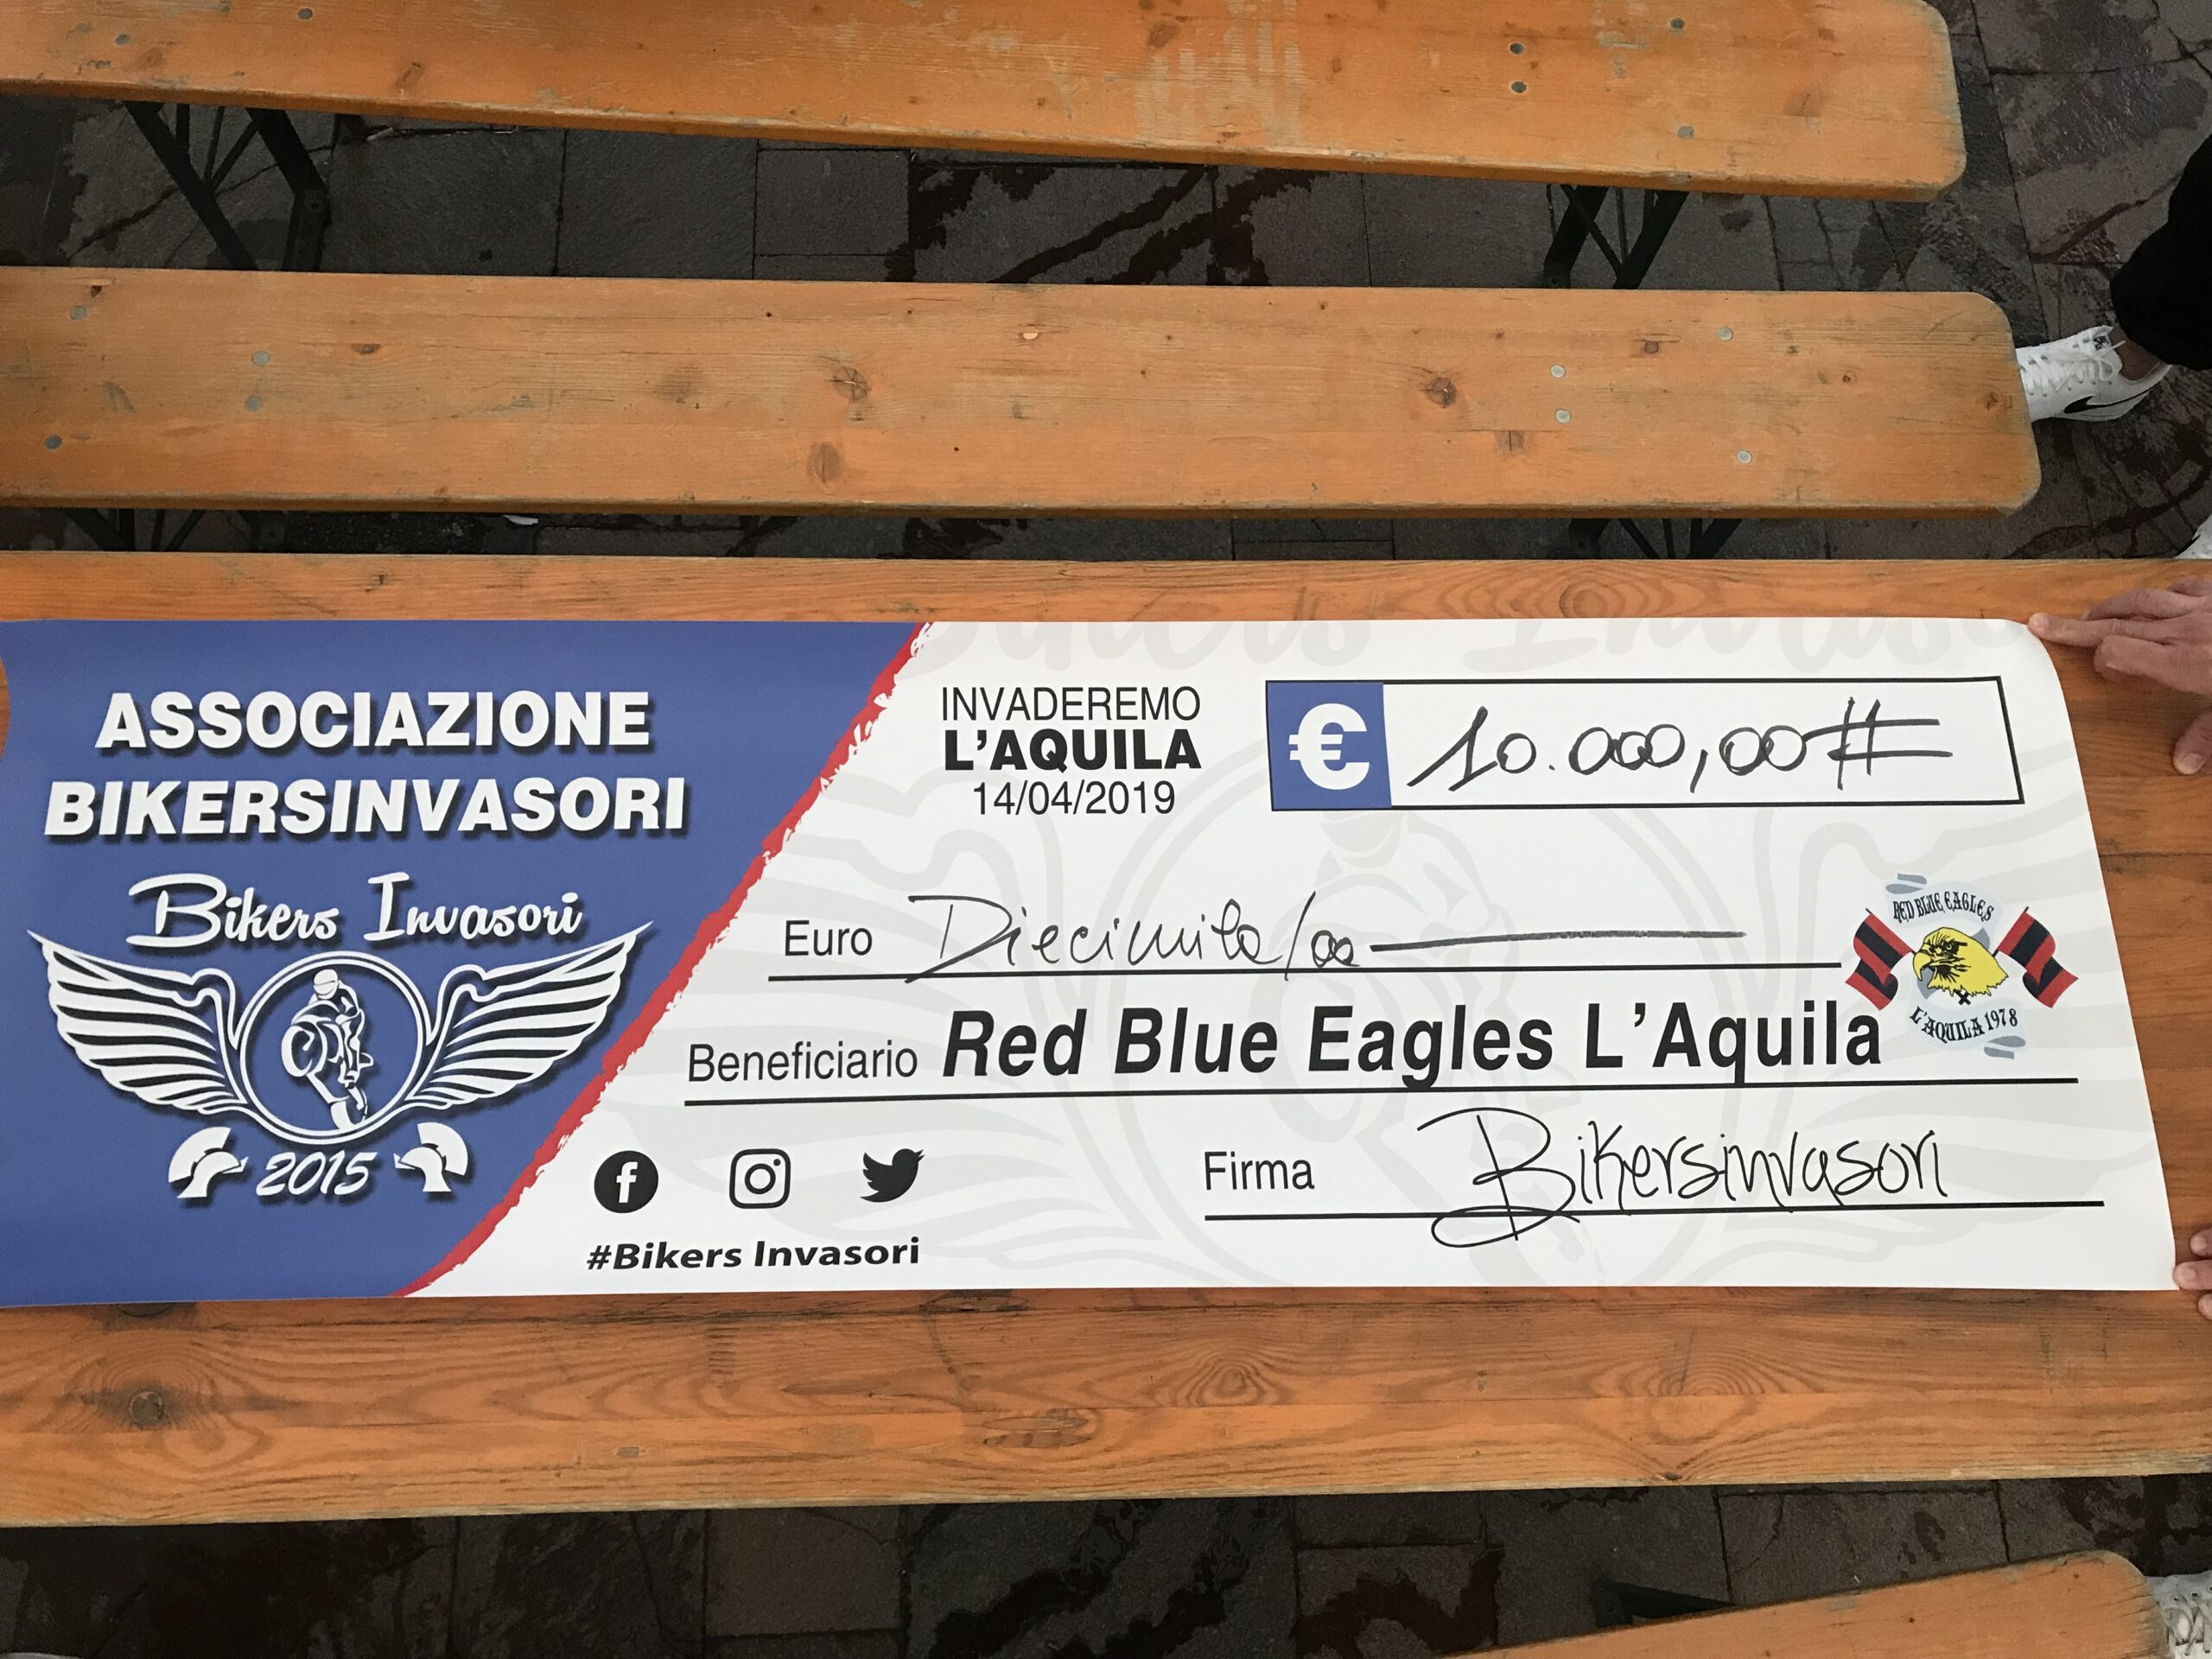 ASSOCIAZIONE
BIKERSINVASORI
Bikers Invasori
2015
INVADEREMO
L'AQUILA
14/04/2019
€ 10.000,00#
Euro Diecimila/00
RED BLUE EAGLES
L'AQUILA 1978
Beneficiario Red Blue Eagles L'Aquila
Firma Bikersinvasori
f
#Bikers Invasori